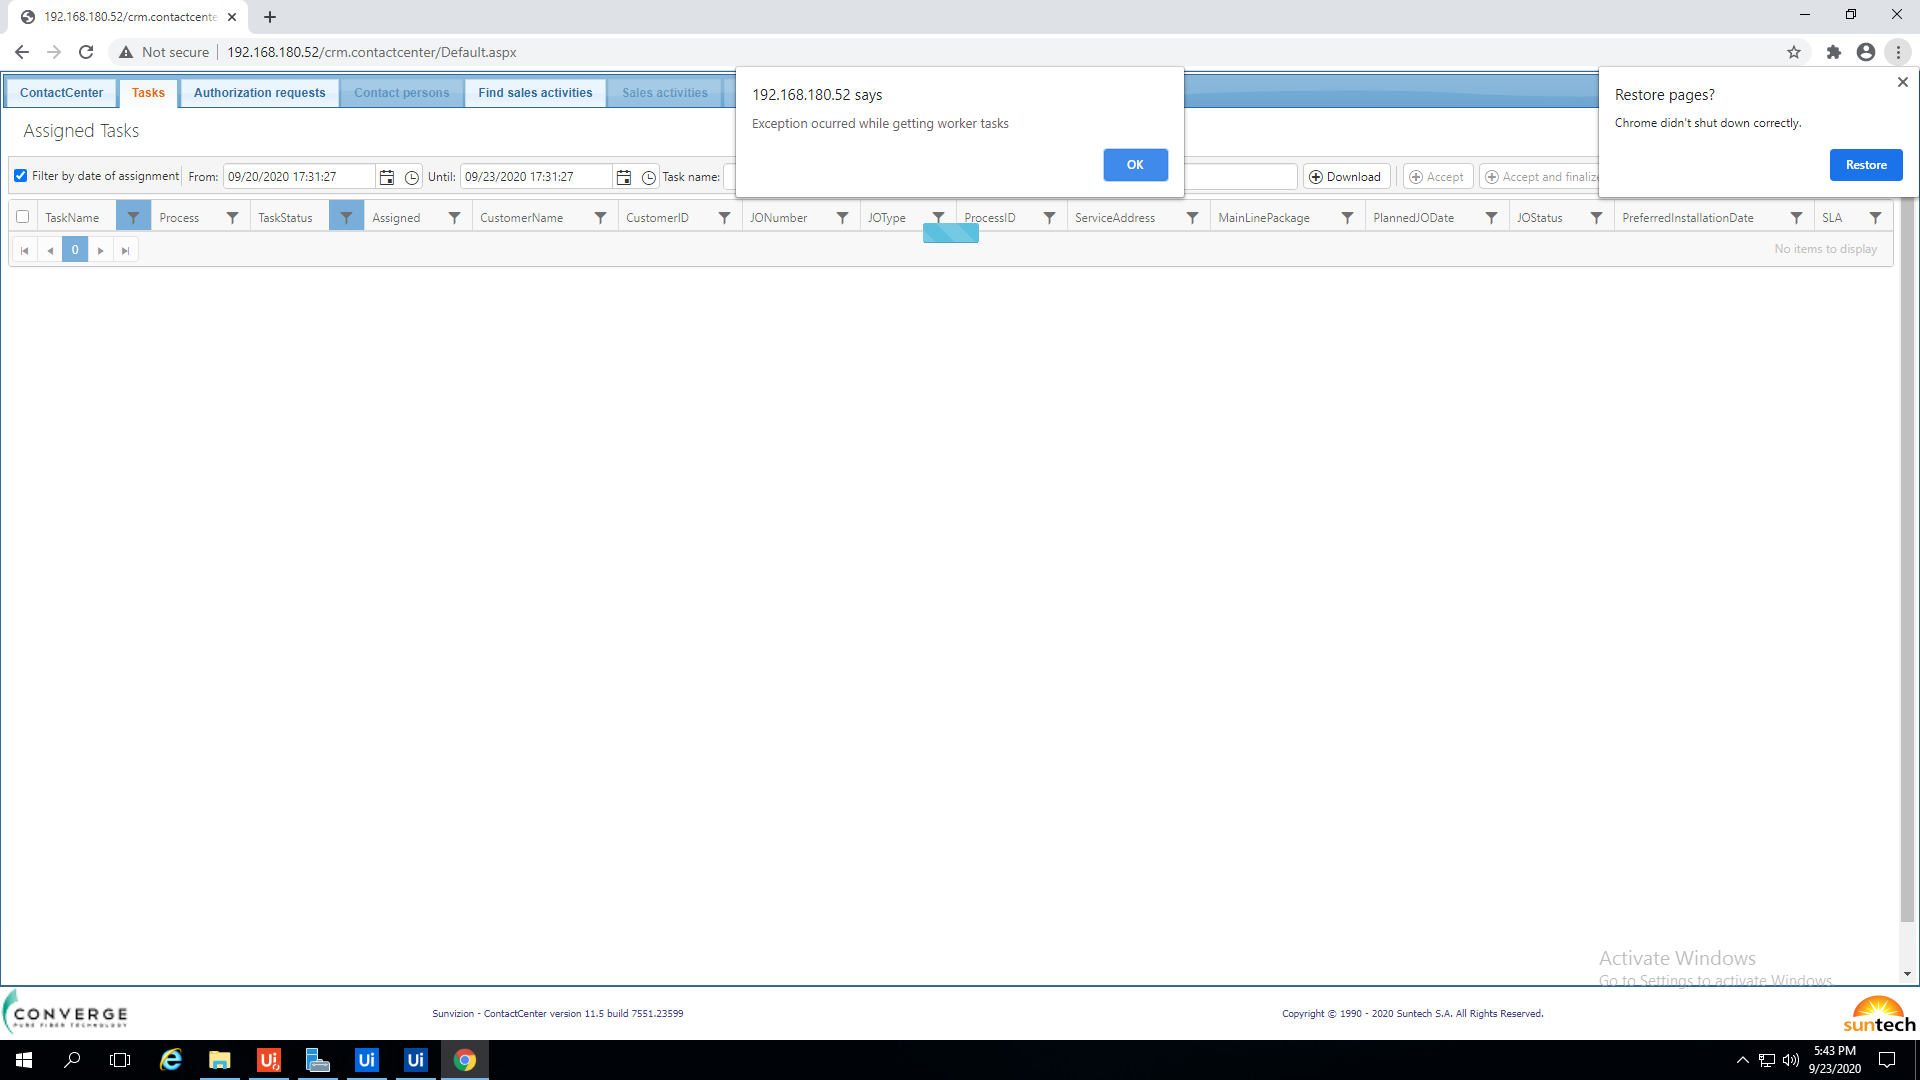 192.168.180.52/crm.contactcente
Not secure
192.168.180.52/crm.contactcenter/Default.aspx
ContactCenter
Tasks
Authorization requests
Contact persons
Find sales activities
Sales activities
192.168.180.52 says
Exception ocurred while getting worker tasks
OK
Restore pages?
Chrome didn't shut down correctly.
Restore
Assigned Tasks
Filter by date of assignment
From:
09/20/2020 17:31:27
Until:
09/23/2020 17:31:27
Task name:
Download
Accept
Accept and finalize
TaskName
Process
TaskStatus
Assigned
CustomerName
CustomerID
JONumber
JOType
ProcessID
ServiceAddress
MainLinePackage
PlannedJODate
JOStatus
PreferredInstallationDate
SLA
0
No items to display
Activate Windows
Go to Settings to activate Windows.
CONVERGE
PURE FIBER TECHNOLOGY
Sunvizion - ContactCenter version 11.5 build 7551.23599
Copyright © 1990 - 2020 Suntech S.A. All Rights Reserved.
suntech
Ui
Ui
Ui
5:43 PM
9/23/2020